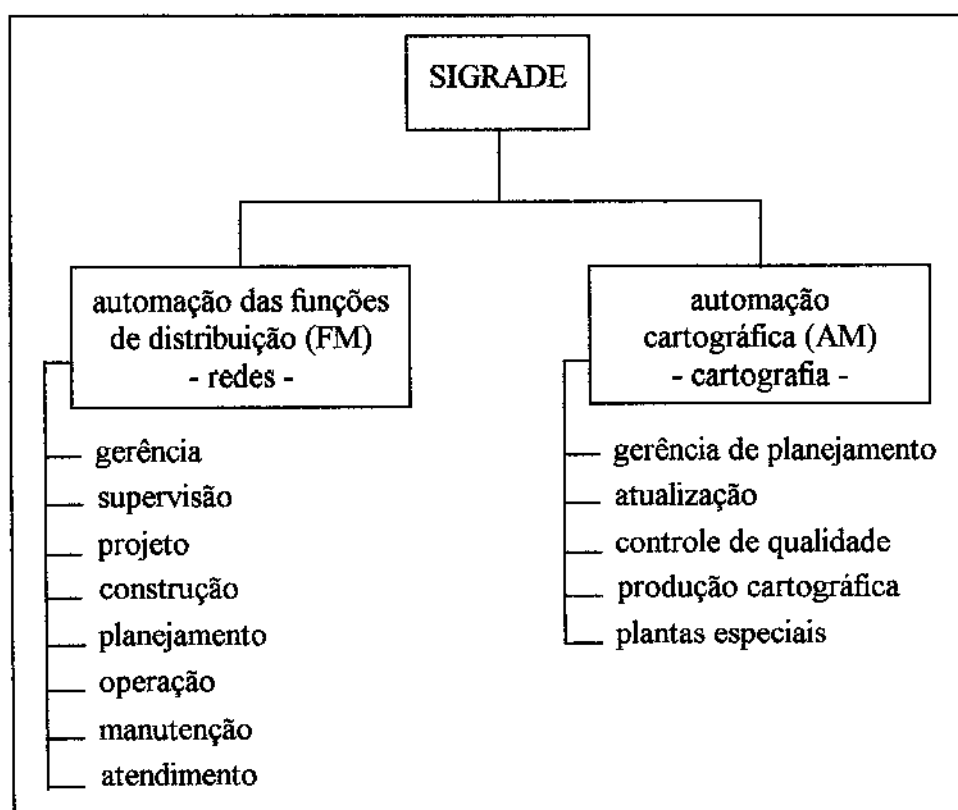 SIGRADE
automação das funções
de distribuição (FM)
- redes -
gerência
supervisão
projeto
construção
planejamento
operação
manutenção
atendimento
automação
cartográfica (AM)
- cartografia -
gerência de planejamento
atualização
controle de qualidade
produção cartográfica
plantas especiais